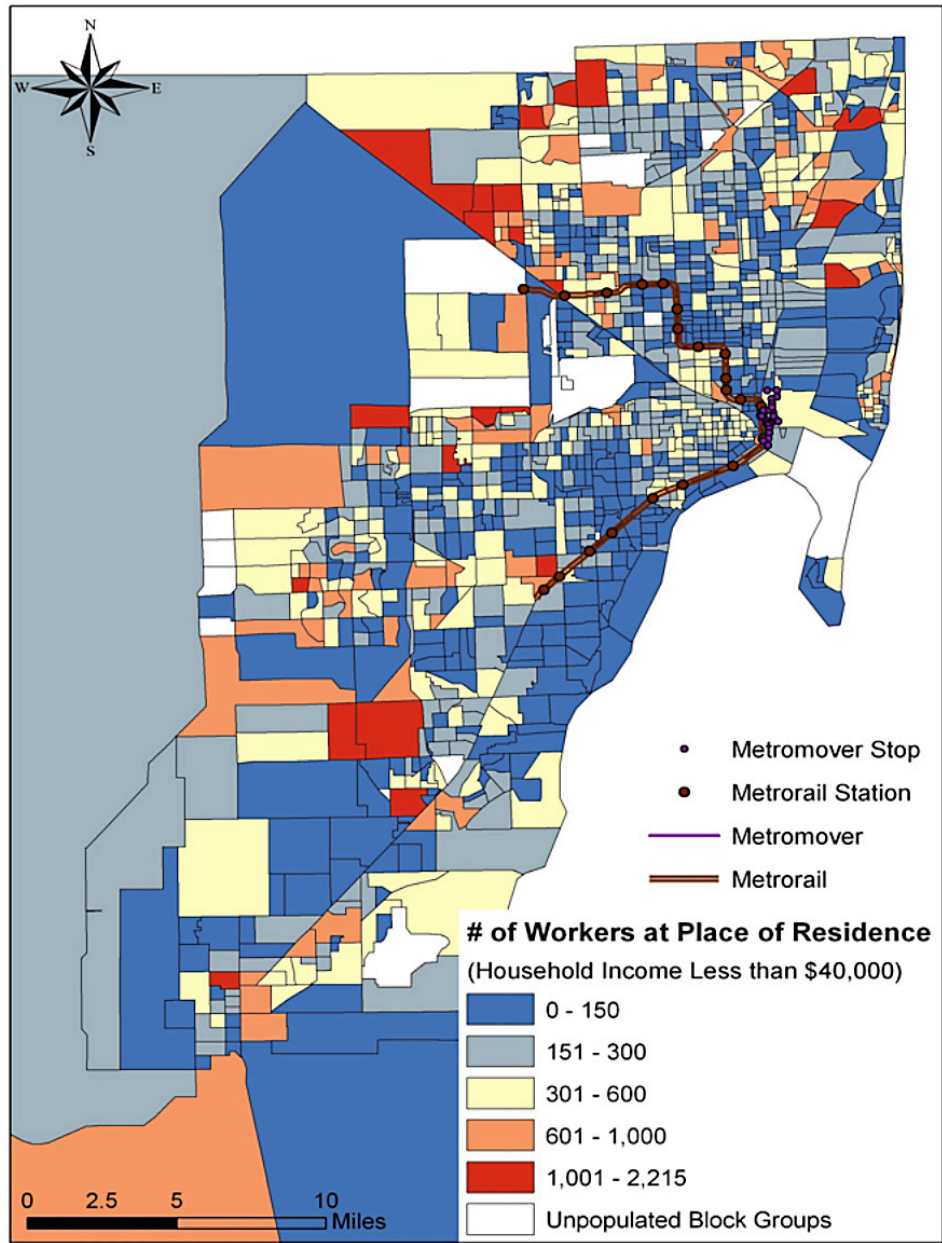 N
W E
S
Metromover Stop
Metrorail Station
Metromover
Metrorail
# of Workers at Place of Residence
(Household Income Less than $40,000)
0 - 150
151 - 300
301 - 600
601 - 1,000
1,001 - 2,215
Unpopulated Block Groups
0 2.5 5 10
Miles